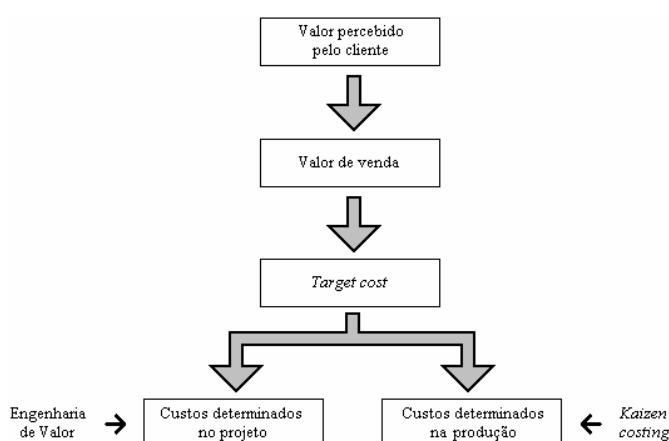 Valor percebido
pelo cliente
Valor de venda
Target cost
Engenharia
de Valor
Custos determinados
no projeto
Custos determinados
na produção
Kaizen
costing